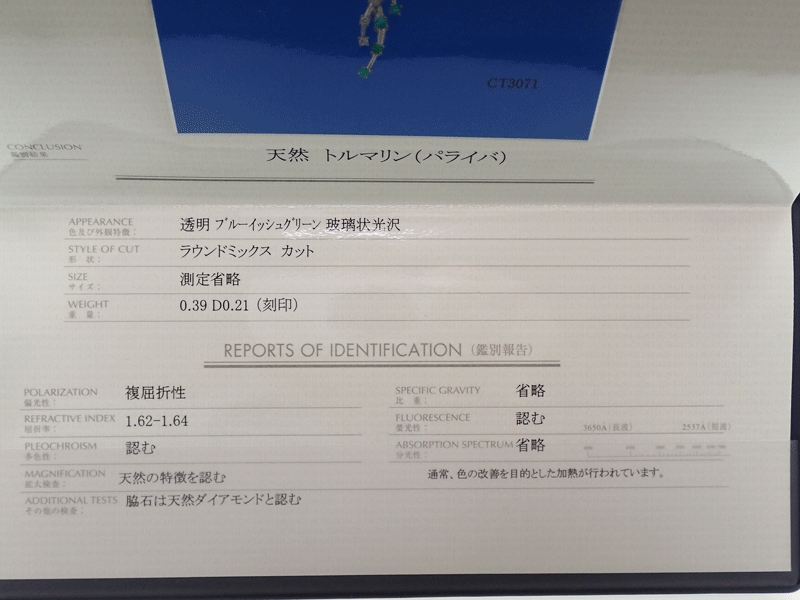 CT3071
CONCLUSION
鑑別結果
天然 トルマリン(パライバ)
APPEARANCE
色及び外観特徴:
透明 ブルーイッシュグリーン 玻璃状光沢
STYLE OF CUT
形 状:
ラウンドミックス カット
SIZE
サイズ:
測定省略
WEIGHT
重 量:
0.39 D0.21 (刻印)
REPORTS OF IDENTIFICATION (鑑別報告)
POLARIZATION
偏光性:
複屈折性
REFRACTIVE INDEX
屈折率:
1.62-1.64
PLEOCHROISM
多色性:
認む
MAGNIFICATION
拡大検査:
天然の特徴を認む
ADDITIONAL TESTS
その他の検査:
脇石は天然ダイアモンドと認む
SPECIFIC GRAVITY
比 重:
省略
FLUORESCENCE
蛍光性:
認む
3650Å(長波) 2537Å(短波)
ABSORPTION SPECTRUM
分光性:
省略
通常、色の改善を目的とした加熱が行われています。